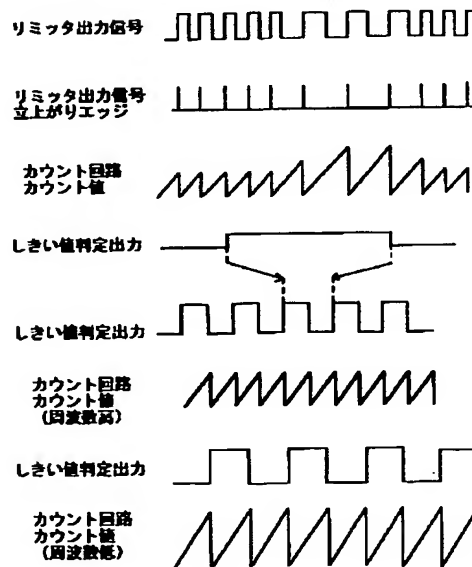 リミッタ出力信号
リミッタ出力信号
立上がりエッジ
カウント回路
カウント値
しきい値判定出力
しきい値判定出力
カウント回路
カウント値
(周波数高)
しきい値判定出力
カウント回路
カウント値
(周波数低)